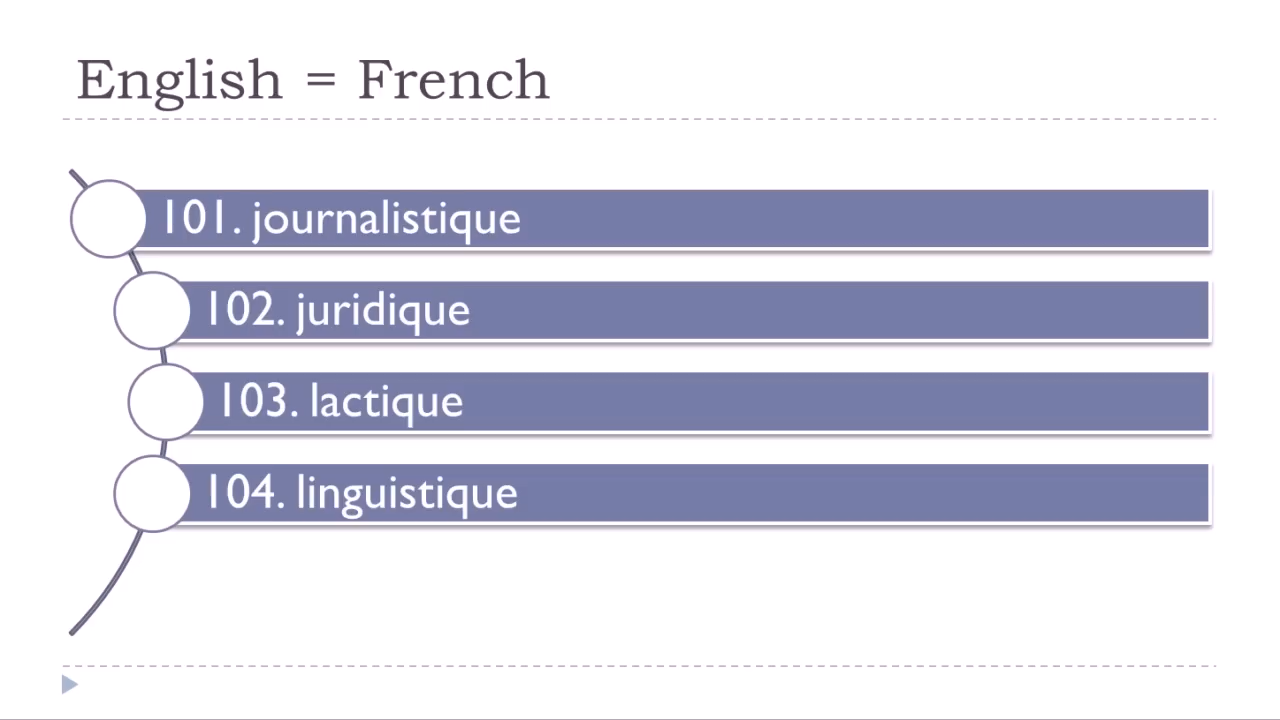 English = French
101. journalistique
102. juridique
103. lactique
104. linguistique